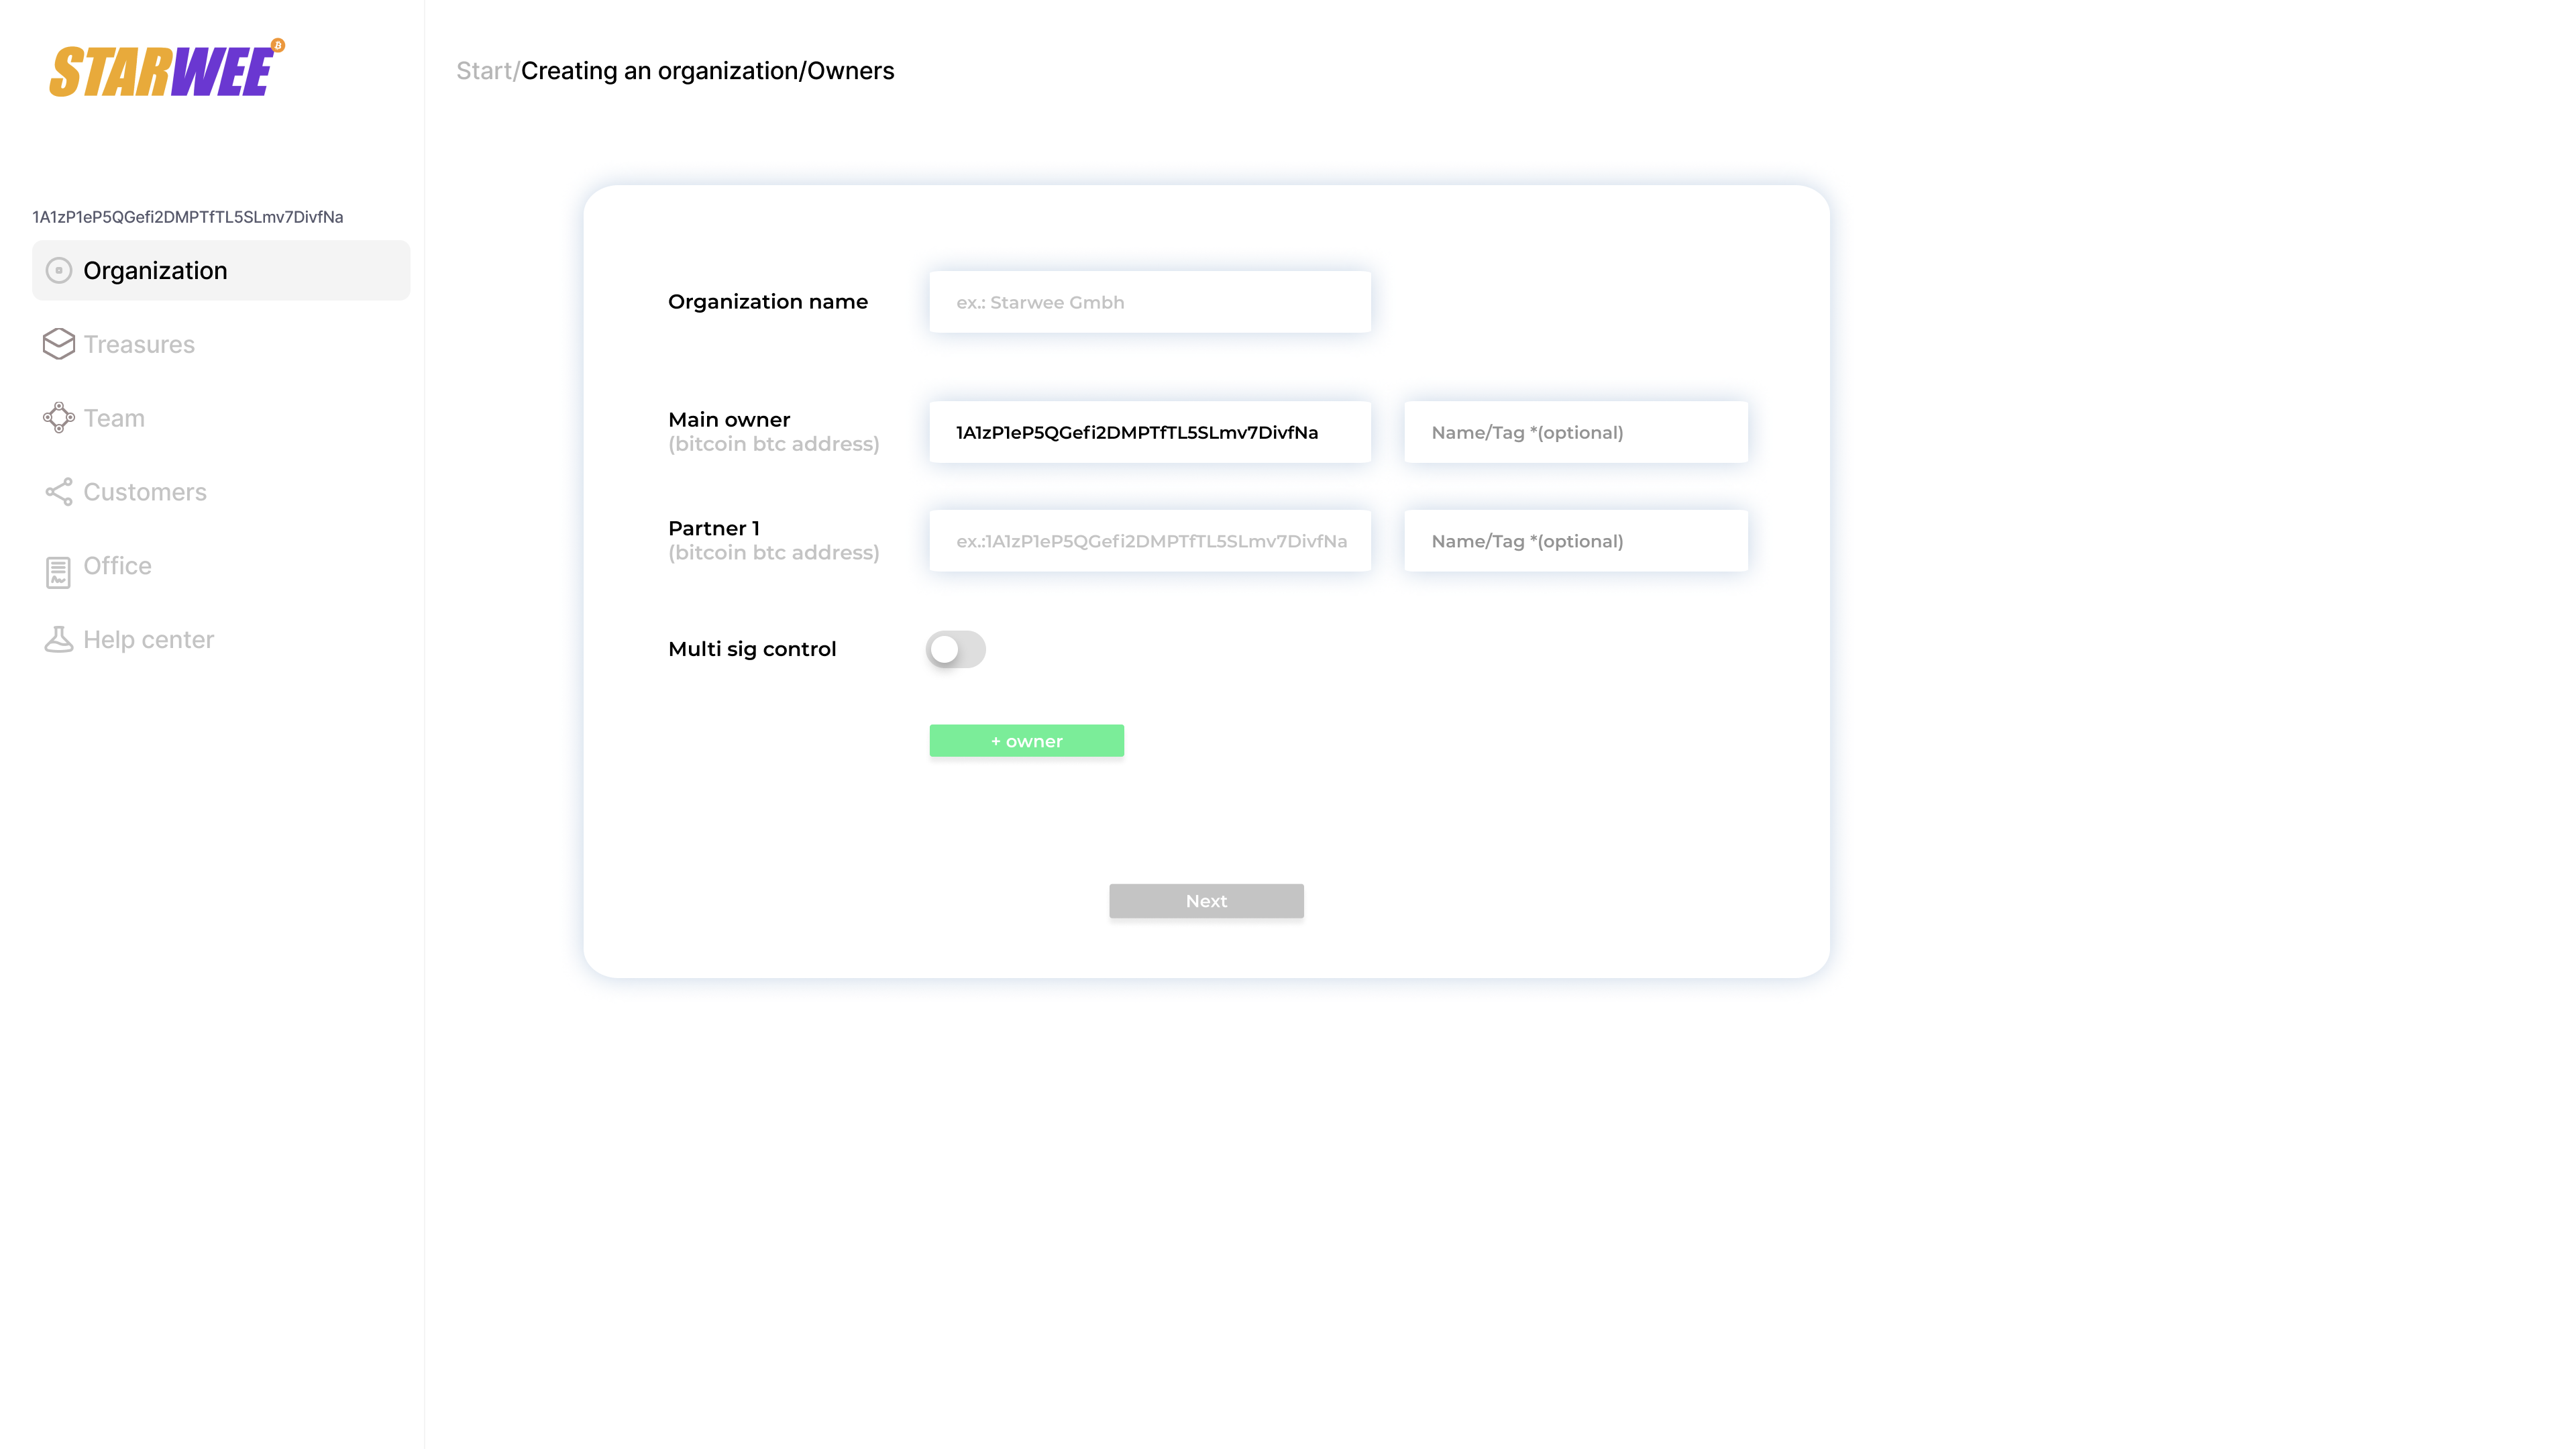 STARWEE
Start/Creating an organization/Owners
1A1zP1eP5QGefi2DMPTfTL5SLmv7DivfNa
Organization
Treasures
Team
Customers
Office
Help center
Organization name
ex.: Starwee Gmbh
Main owner
(bitcoin btc address)
1A1zP1eP5QGefi2DMPTfTL5SLmv7DivfNa
Name/Tag *(optional)
Partner 1
(bitcoin btc address)
ex.:1A1zP1eP5QGefi2DMPTfTL5SLmv7DivfNa
Name/Tag *(optional)
Multi sig control
+ owner
Next